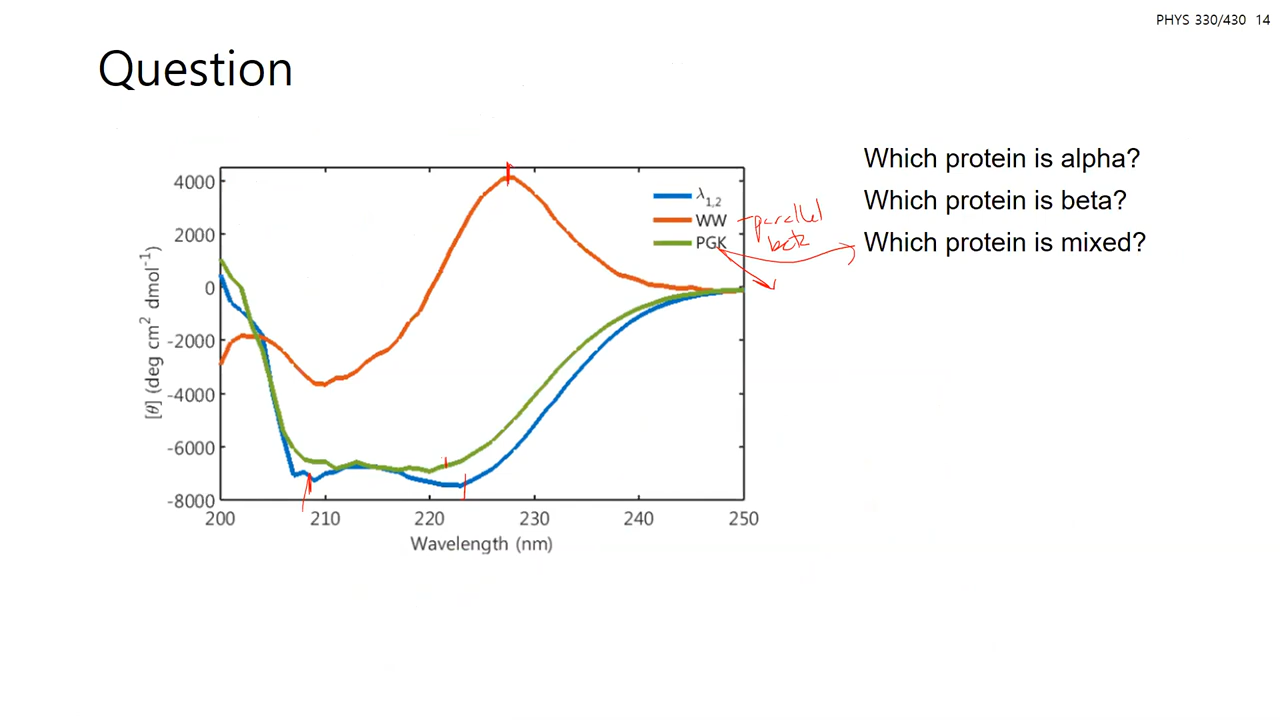 PHYS 330/430 14
Question
Which protein is alpha?
Which protein is beta?
Which protein is mixed?
λ1,2
WW
PGK
-parallel
beta
4000
2000
0
-2000
-4000
-6000
-8000
[θ] (deg cm2 dmol-1)
200 210 220 230 240 250
Wavelength (nm)